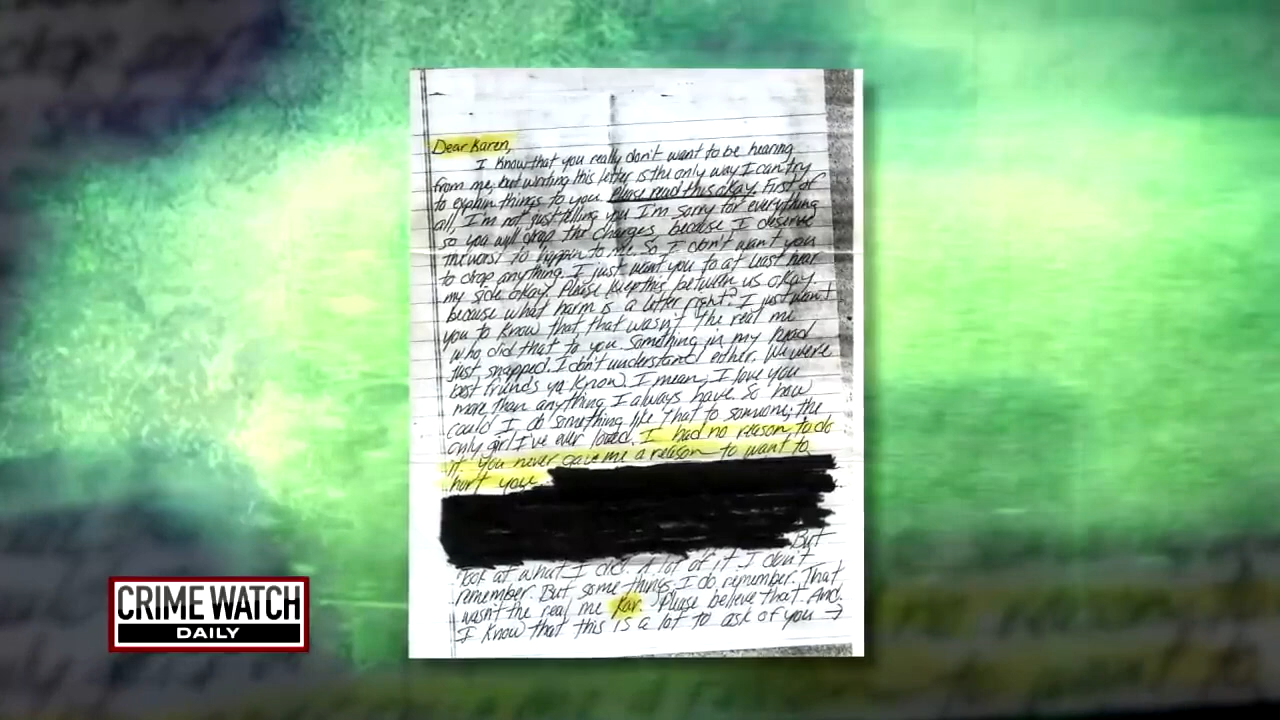 Dear Karen,
I know that you really don't want to be hearing
from me, but writing this letter is the only way I can try
to explain things to you. Please read this okay. First of
all, I'm not just telling you I'm sorry for everything
so you will drop the charges, because I deserve
the worst to happen to me. So I don't want you
to drop anything. I just want you to at least hear
my side okay. Please keep this between us okay.
because what harm is a letter right? I just want
you to know that, that wasn't the real me
who did that to you. Something in my head
just snapped. I don't understand either. We were
best friends ya know. I mean, I love you
more than anything. I always have. So how
could I do something like that to someone, the
only girl I've ever loved. I had no reason to do
it. You never gave me a reason to want to
hurt you.
But
look at what I did. A lot of it I don't
remember. But some things I do remember. That
wasn't the real me Kar. Please believe that. And
I know that this is a lot to ask of you →
CRIME WATCH
DAILY